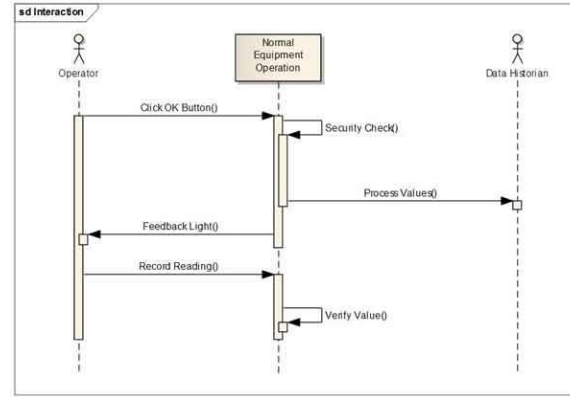 sd Interaction
Operator
Normal
Equipment
Operation
Data Historian
Click OK Button()
Security Check()
Process Values()
Feedback Light()
Record Reading()
Verify Value()